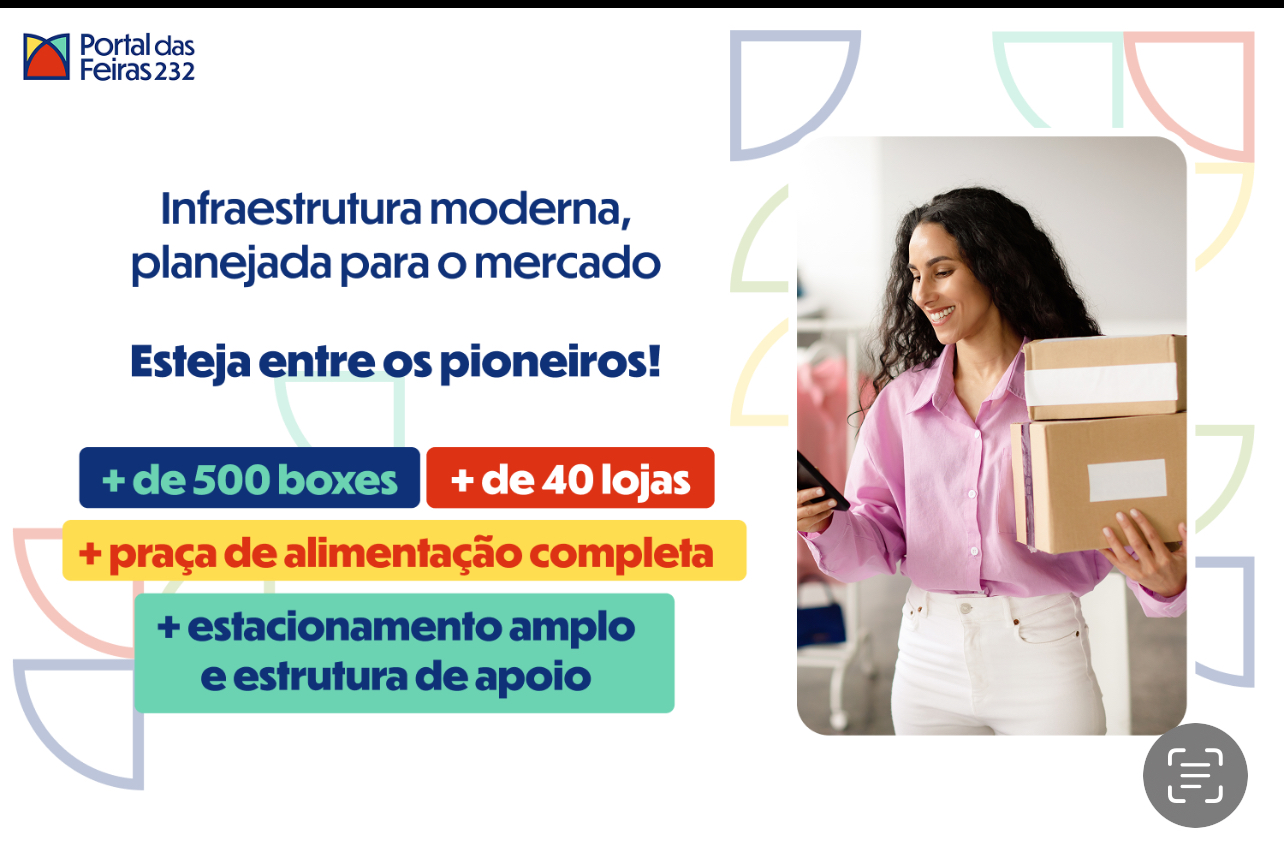 Portal das
Feiras 232
Infraestrutura moderna,
planejada para o mercado
Esteja entre os pioneiros!
+ de 500 boxes
+ de 40 lojas
+ praça de alimentação completa
+ estacionamento amplo
e estrutura de apoio